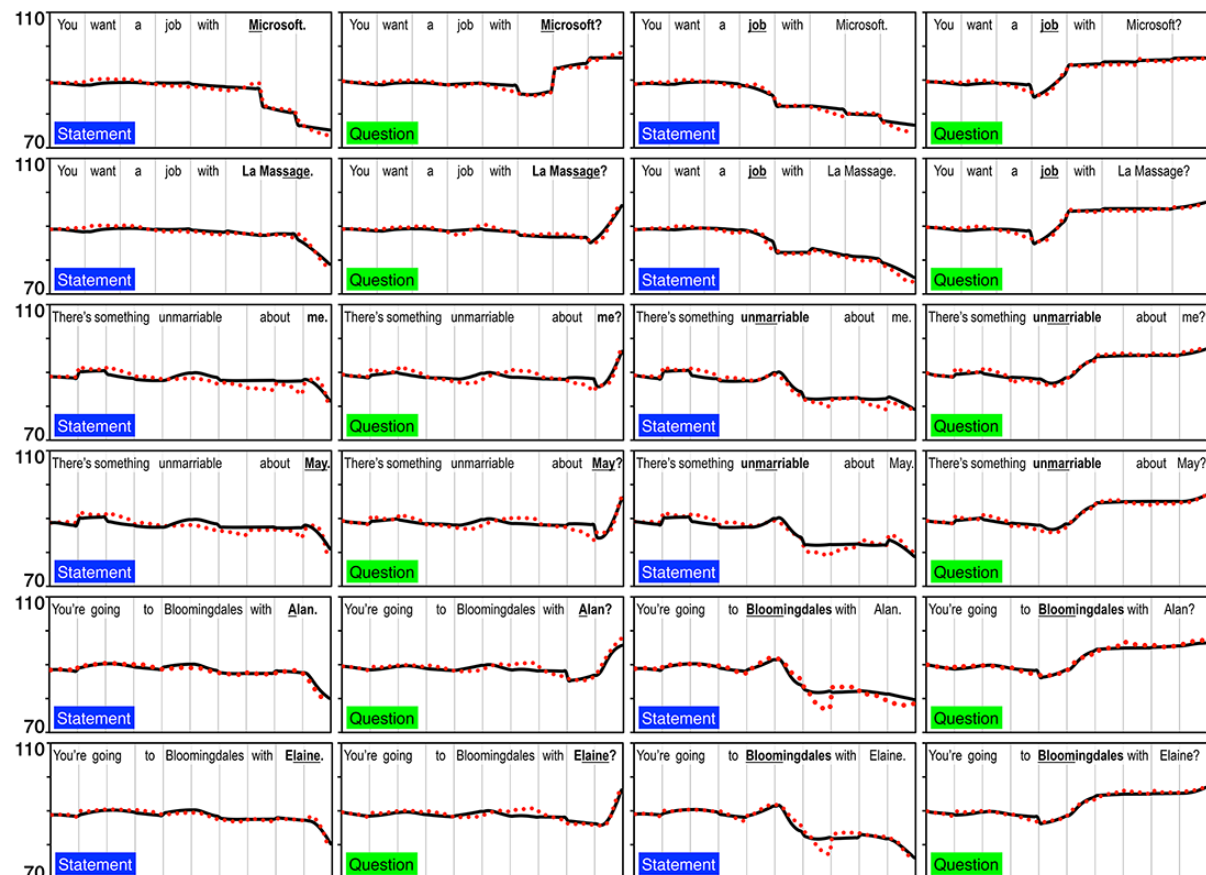 110
You want a job with Microsoft.
Statement
70
You want a job with Microsoft?
Question
You want a job with Microsoft.
Statement
You want a job with Microsoft?
Question
110
You want a job with La Massage.
Statement
70
You want a job with La Massage?
Question
You want a job with La Massage.
Statement
You want a job with La Massage?
Question
110
There's something unmarriable about me.
Statement
70
There's something unmarriable about me?
Question
There's something unmarriable about me.
Statement
There's something unmarriable about me?
Question
110
There's something unmarriable about May.
Statement
70
There's something unmarriable about May?
Question
There's something unmarriable about May.
Statement
There's something unmarriable about May?
Question
110
You're going to Bloomingdales with Alan.
Statement
70
You're going to Bloomingdales with Alan?
Question
You're going to Bloomingdales with Alan.
Statement
You're going to Bloomingdales with Alan?
Question
110
You're going to Bloomingdales with Elaine.
Statement
70
You're going to Bloomingdales with Elaine?
Question
You're going to Bloomingdales with Elaine.
Statement
You're going to Bloomingdales with Elaine?
Question